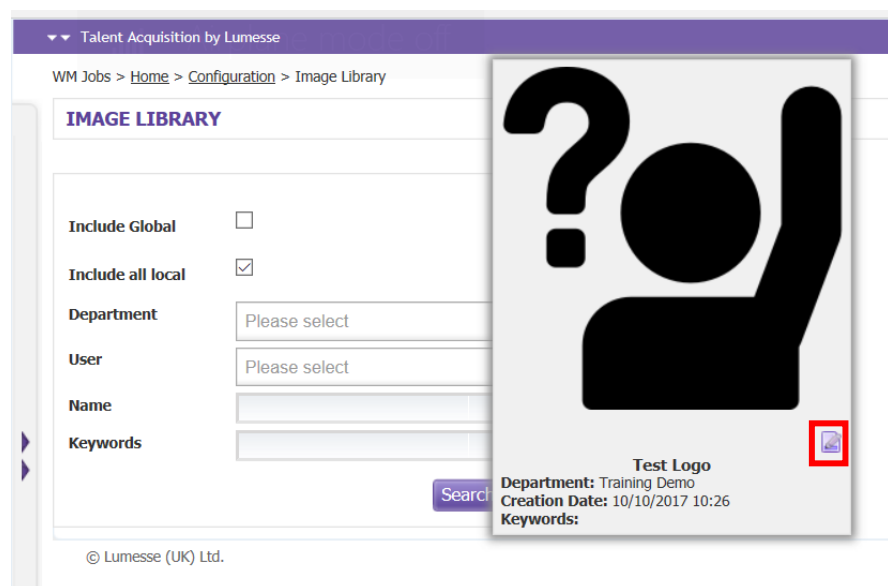 Talent Acquisition by Lumesse
WM Jobs > Home > Configuration > Image Library
IMAGE LIBRARY
Include Global
Include all local
Department
Please select
User
Please select
Name
Keywords
Search
Test Logo
Department: Training Demo
Creation Date: 10/10/2017 10:26
Keywords:
© Lumesse (UK) Ltd.